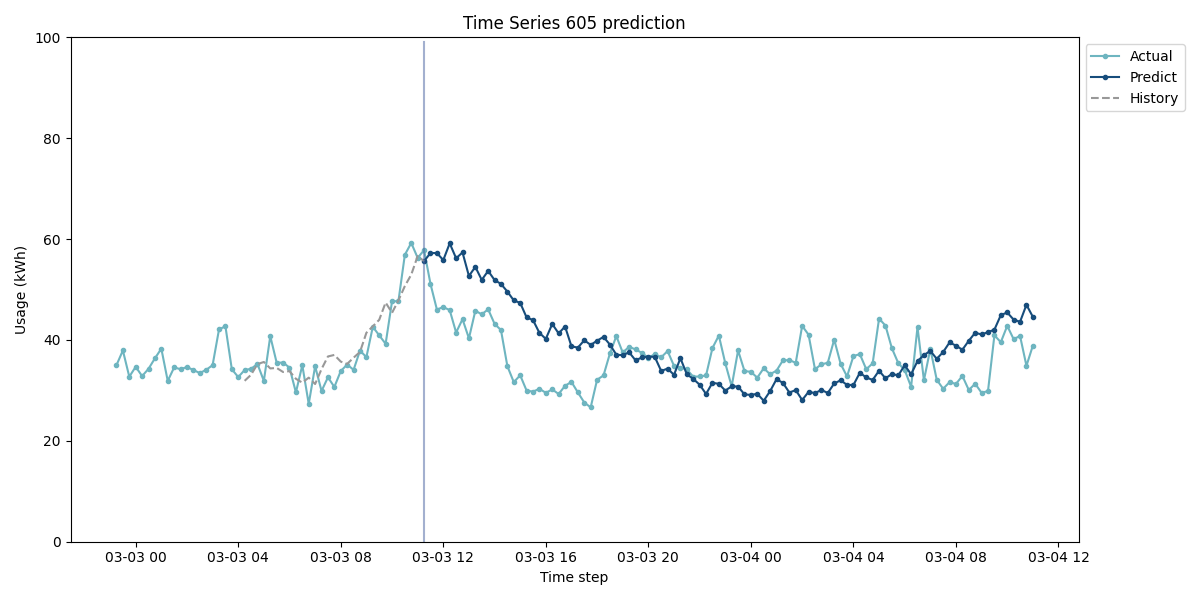 Time Series 605 prediction
100
80
60
40
20
0
Usage (kWh)
03-03 00 03-03 04 03-03 08 03-03 12 03-03 16 03-03 20 03-04 00 03-04 04 03-04 08 03-04 12
Time step
Actual
Predict
History